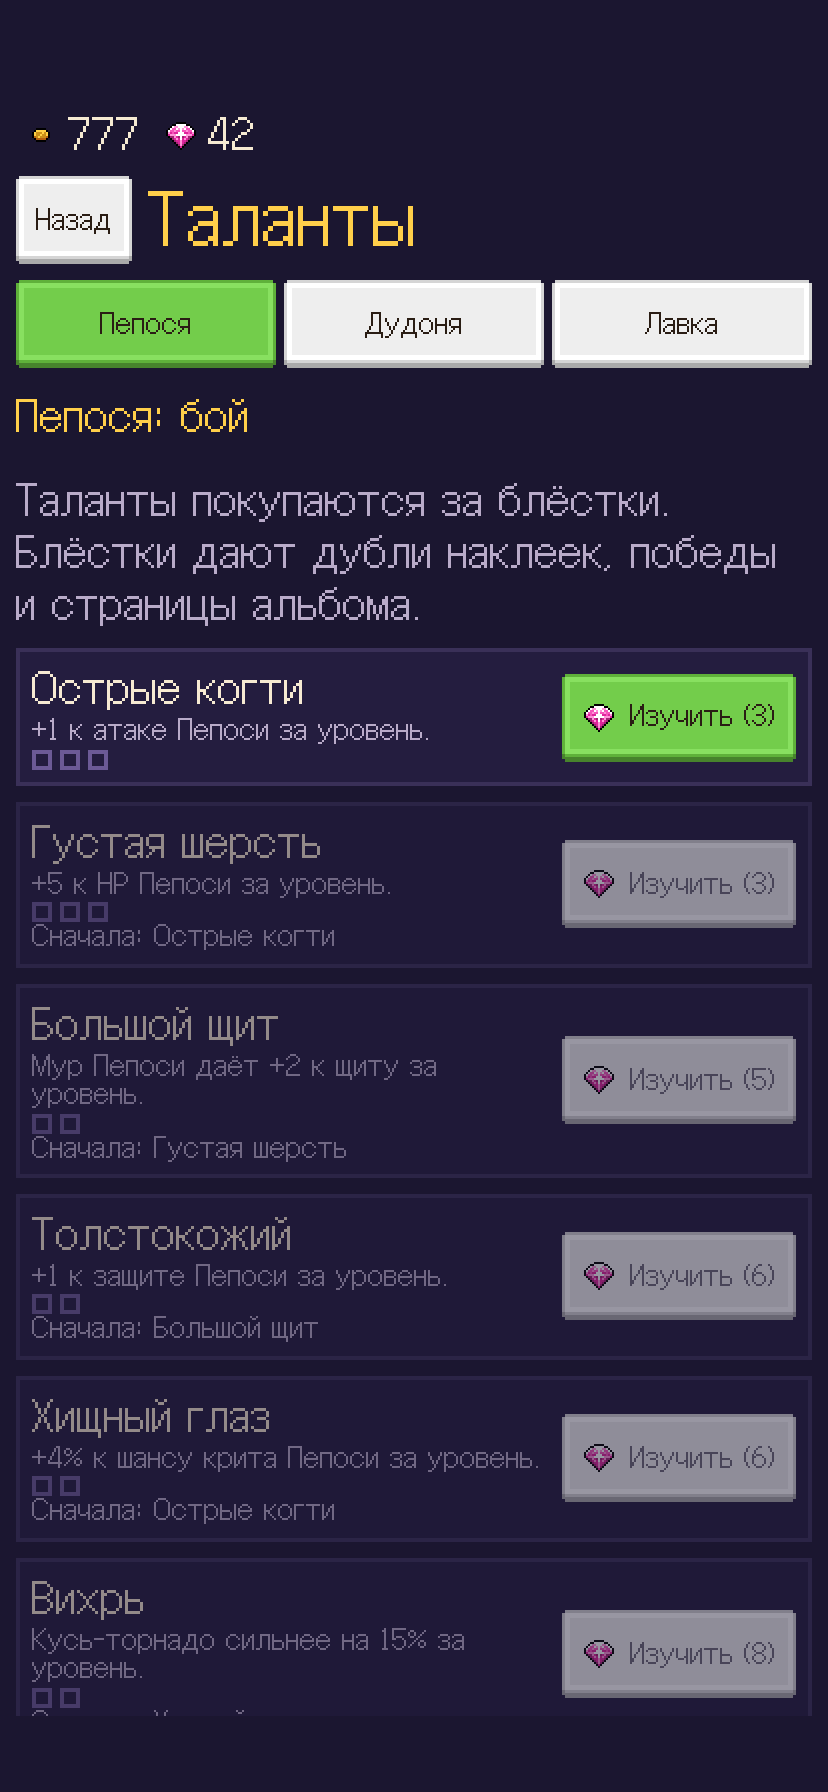 777 42
Назад Таланты
Пепося Дудоня Лавка
Пепося: бой
Таланты покупаются за блёстки.
Блёстки дают дубли наклеек, победы
и страницы альбома.
Острые когти
+1 к атаке Пепоси за уровень.
Изучить (3)
Густая шерсть
+5 к HP Пепоси за уровень.
Сначала: Острые когти
Изучить (3)
Большой щит
Мур Пепоси даёт +2 к щиту за
уровень.
Сначала: Густая шерсть
Изучить (5)
Толстокожий
+1 к защите Пепоси за уровень.
Сначала: Большой щит
Изучить (6)
Хищный глаз
+4% к шансу крита Пепоси за уровень.
Сначала: Острые когти
Изучить (6)
Вихрь
Кусь-торнадо сильнее на 15% за
уровень.
Изучить (8)